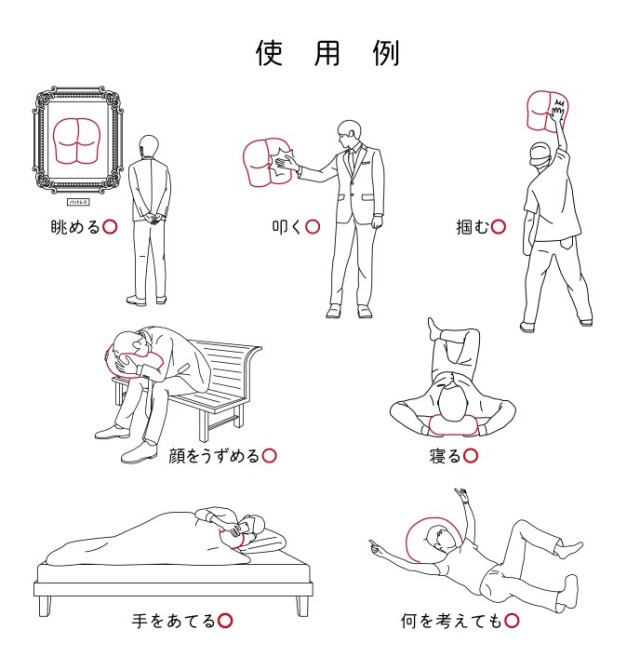 使用例
バットレス
眺める○
叩く○
掴む○
顔をうずめる○
寝る○
手をあてる○
何を考えても○